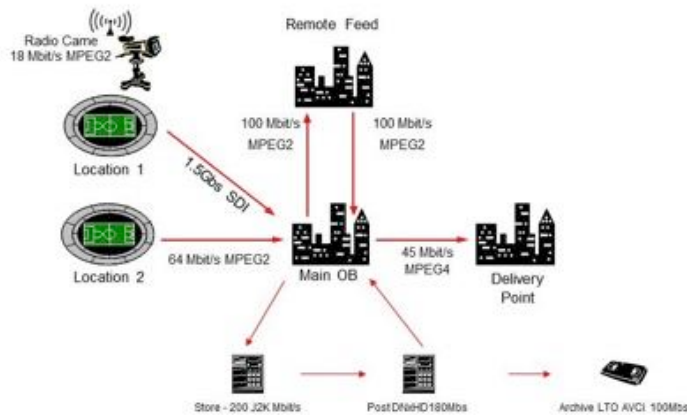 Radio Came
18 Mbit/s MPEG2
Remote Feed
100 Mbit/s
MPEG2
100 Mbit/s
MPEG2
Location 1
1.5Gbs SDI
Location 2
64 Mbit/s MPEG2
Main OB
45 Mbit/s
MPEG4
Delivery
Point
Store - 200 J2K Mbit/s
Post DNxHD180Mbs
Archive LTO AVCI 100Mbs